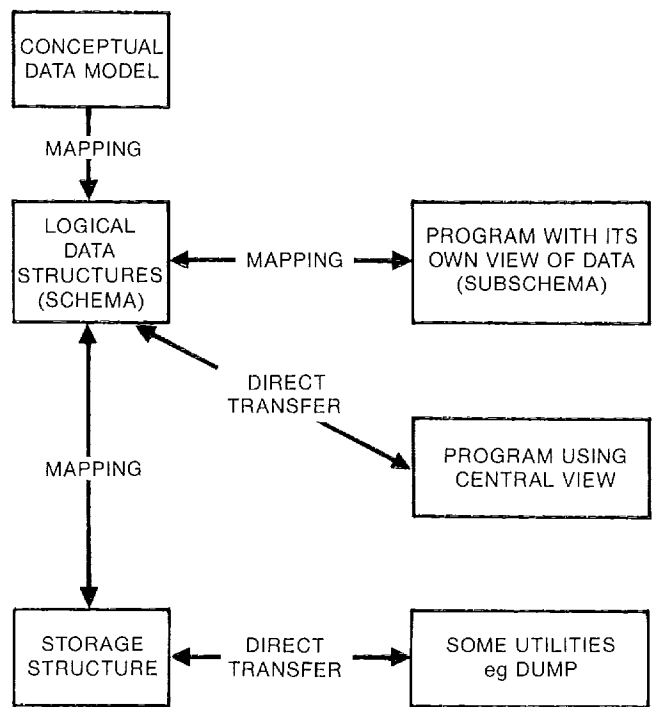 CONCEPTUAL
DATA MODEL
MAPPING
LOGICAL
DATA
STRUCTURES
(SCHEMA)
MAPPING
PROGRAM WITH ITS
OWN VIEW OF DATA
(SUBSCHEMA)
DIRECT
TRANSFER
MAPPING
PROGRAM USING
CENTRAL VIEW
STORAGE
STRUCTURE
DIRECT
TRANSFER
SOME UTILITIES
eg DUMP